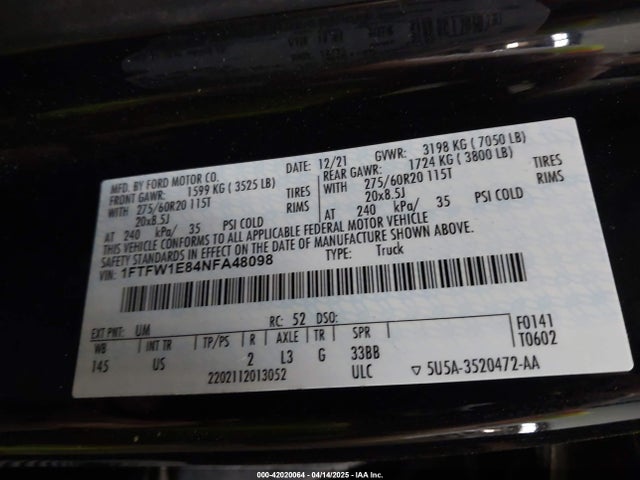 MFD. BY FORD MOTOR CO.
DATE: 12/21 GVWR: 3198 KG ( 7050 LB)
FRONT GAWR: 1599 KG ( 3525 LB) REAR GAWR: 1724 KG ( 3800 LB)
WITH 275/60R20 115T TIRES WITH 275/60R20 115T TIRES
20x8.5J RIMS 20x8.5J RIMS
AT 240 kPa/ 35 PSI COLD AT 240 kPa/ 35 PSI COLD
THIS VEHICLE CONFORMS TO ALL APPLICABLE FEDERAL MOTOR VEHICLE
SAFETY STANDARDS IN EFFECT ON THE DATE OF MANUFACTURE SHOWN ABOVE.
VIN: 1FTFW1E84NFA48098 TYPE: Truck
EXT PNT: UM RC: 52 DSO: F0141
WB INT TR TP/PS R AXLE TR SPR T0602
145 US 2 L3 G 33BB
2202112013052 ULC ▽ 5U5A-3520472-AA
000-42020064 | 04/14/2025 | IAA Inc.